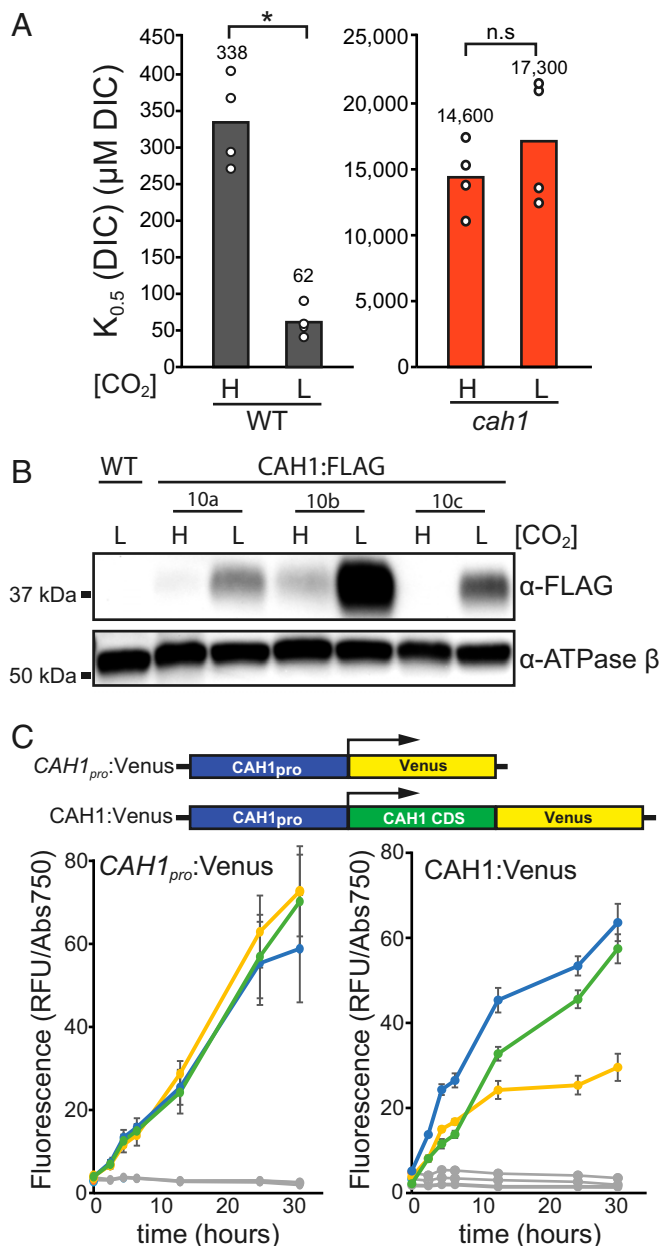 A
K0.5 (DIC) (µM DIC)
450
400
350
300
250
200
150
100
50
0
*
338
62
25,000
20,000
15,000
10,000
5,000
0
n.s
14,600
17,300
[CO2]
H L
H L
WT
cah1
B
WT CAH1:FLAG
10a 10b 10c
L H L H L H L [CO2]
37 kDa
α-FLAG
50 kDa
α-ATPase β
C
CAH1pro:Venus
CAH1pro Venus
CAH1:Venus
CAH1pro CAH1 CDS Venus
CAH1pro:Venus
Fluorescence (RFU/Abs750)
80
60
40
20
0
0 10 20 30
time (hours)
CAH1:Venus
Fluorescence (RFU/Abs750)
80
60
40
20
0
0 10 20 30
time (hours)